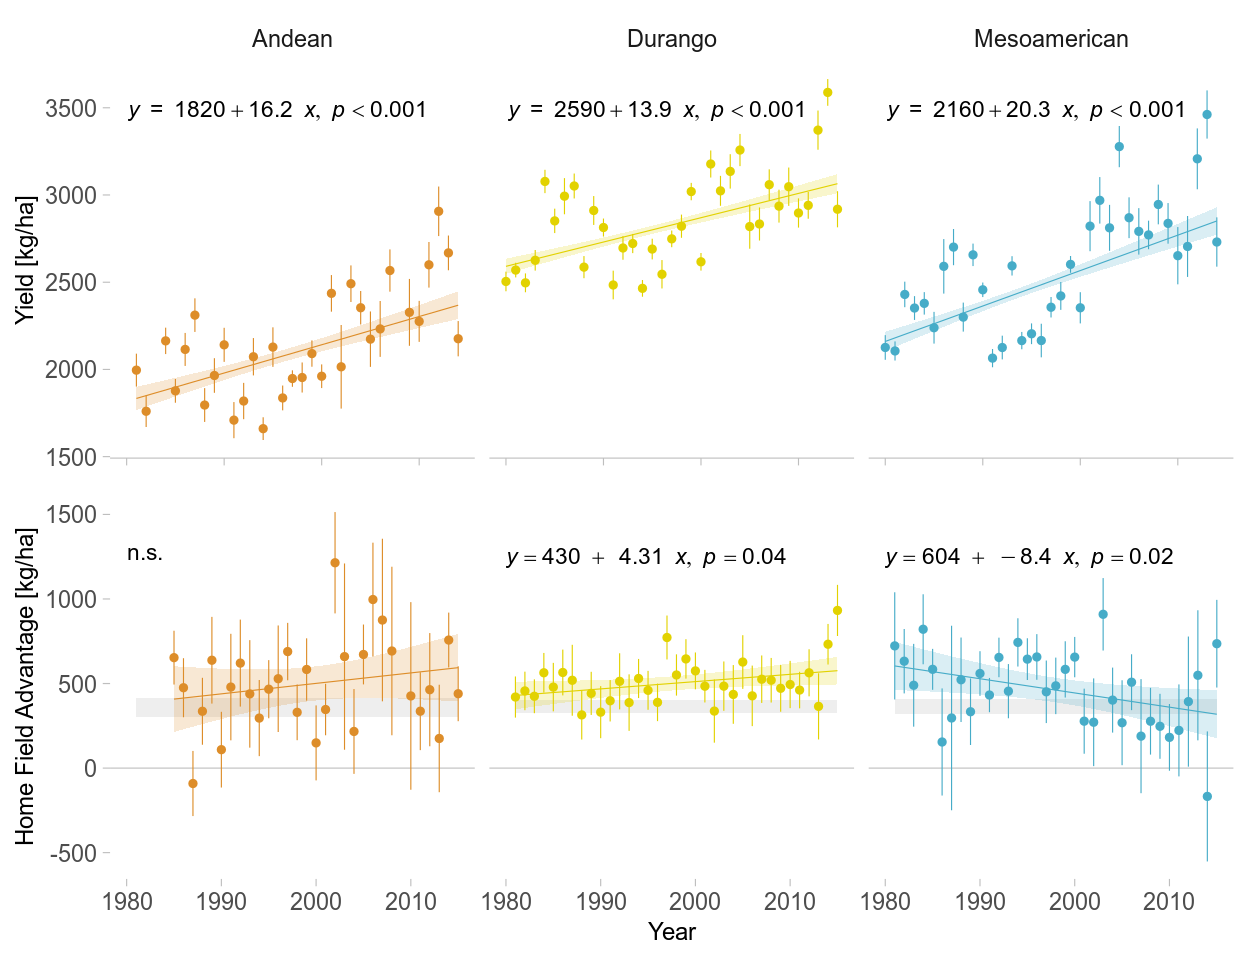 Andean Durango Mesoamerican
3500
3000
2500
2000
1500
Yield [kg/ha]
y = 1820+16.2 x, p <0.001
y = 2590+13.9 x, p <0.001
y = 2160+20.3 x, p <0.001
1500
1000
500
0
-500
Home Field Advantage [kg/ha]
n.s.
y=430 + 4.31 x, p=0.04
y=604 + −8.4 x, p=0.02
1980 1990 2000 2010 1980 1990 2000 2010 1980 1990 2000 2010
Year